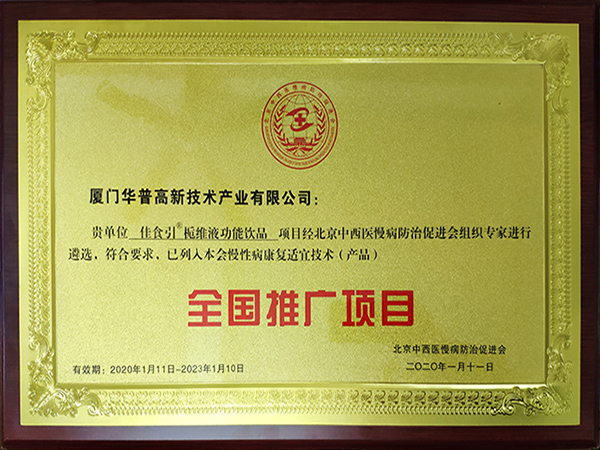 厦门华普高新技术产业有限公司：
贵单位 佳食引®栀维液功能饮品 项目经北京中西医慢病防治促进会组织专家进行
遴选，符合要求，已列入本会慢性病康复适宜技术（产品）
全国推广项目
北京中西医慢病防治促进会
有效期：2020年1月11日-2023年1月10日
二〇二〇年一月十一日